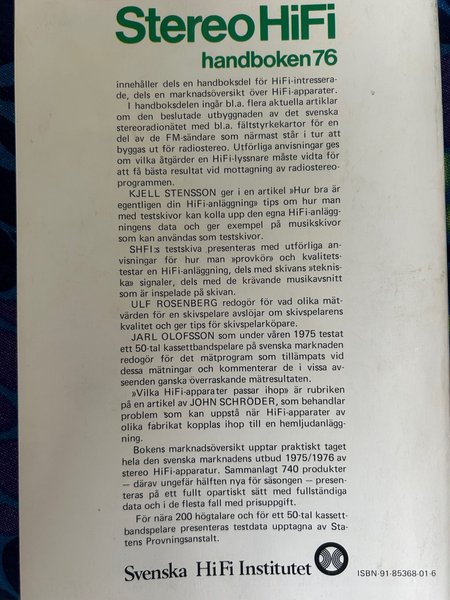 Stereo HiFi
handboken 76
innehåller dels en handboksdel för HiFi-intressera-
de, dels en marknadsöversikt över HiFi-apparater.
I handboksdelen ingår bl.a. flera aktuella artiklar
om den beslutade utbyggnaden av det svenska
stereoradionätet med bl.a. fältstyrkekartor för en
del av de FM-sändare som närmast står i tur att
byggas ut för radiostereo. Utförliga anvisningar ges
om vilka åtgärder en HiFi-lyssnare måste vidta för
att få bästa resultat vid mottagning av radiostereo-
programmen.
KJELL STENSSON ger i en artikel »Hur bra är
egentligen din HiFi-anläggning» tips om hur man
med testskivor kan kolla upp den egna HiFi-anlägg-
ningens data och ger exempel på musikskivor
som kan användas som testskivor.
SHFI:s testskiva presenteras med utförliga an-
visningar för hur man »provkör» och kvalitets-
testar en HiFi-anläggning, dels med skivans »teknis-
ka» signaler, dels med de krävande musikavsnitt
som är inspelade på skivan.
ULF ROSENBERG redogör för vad olika mät-
värden för en skivspelare avslöjar om skivspelarens
kvalitet och ger tips för skivspelarköpare.
JARL OLOFSSON som under våren 1975 testat
ett 50-tal kassettbandspelare på svenska marknaden
redogör för det mätprogram som tillämpats vid
dessa mätningar och kommenterar de i vissa av-
seenden ganska överraskande mätresultaten.
»Vilka HiFi-apparater passar ihop» är rubriken
på en artikel av JOHN SCHRÖDER, som behandlar
problem som kan uppstå när HiFi-apparater av
olika fabrikat kopplas ihop till en hemljudanlägg-
ning.
Bokens marknadsöversikt upptar praktiskt taget
hela den svenska marknadens utbud 1975/1976 av
stereo HiFi-apparatur. Sammanlagt 740 produkter
— därav ungefär hälften nya för säsongen — presen-
teras på ett fullt opartiskt sätt med fullständiga
data och i de flesta fall med prisuppgift.
För nära 200 högtalare och för ett 50-tal kassett-
bandspelare presenteras testdata upptagna av Sta-
tens Provningsanstalt.
Svenska HiFi Institutet
ISBN-91-85368-01-6